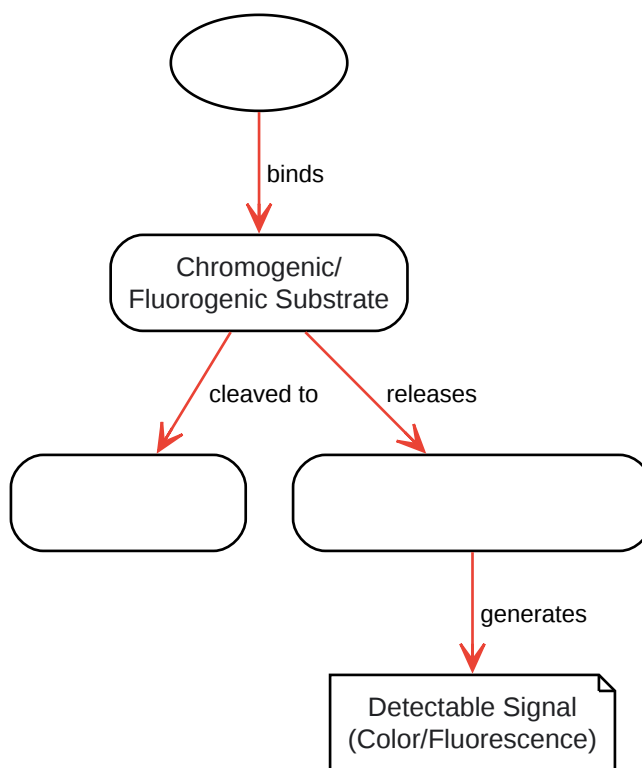 binds
Chromogenic/
Fluorogenic Substrate
cleaved to
releases
generates
Detectable Signal
(Color/Fluorescence)